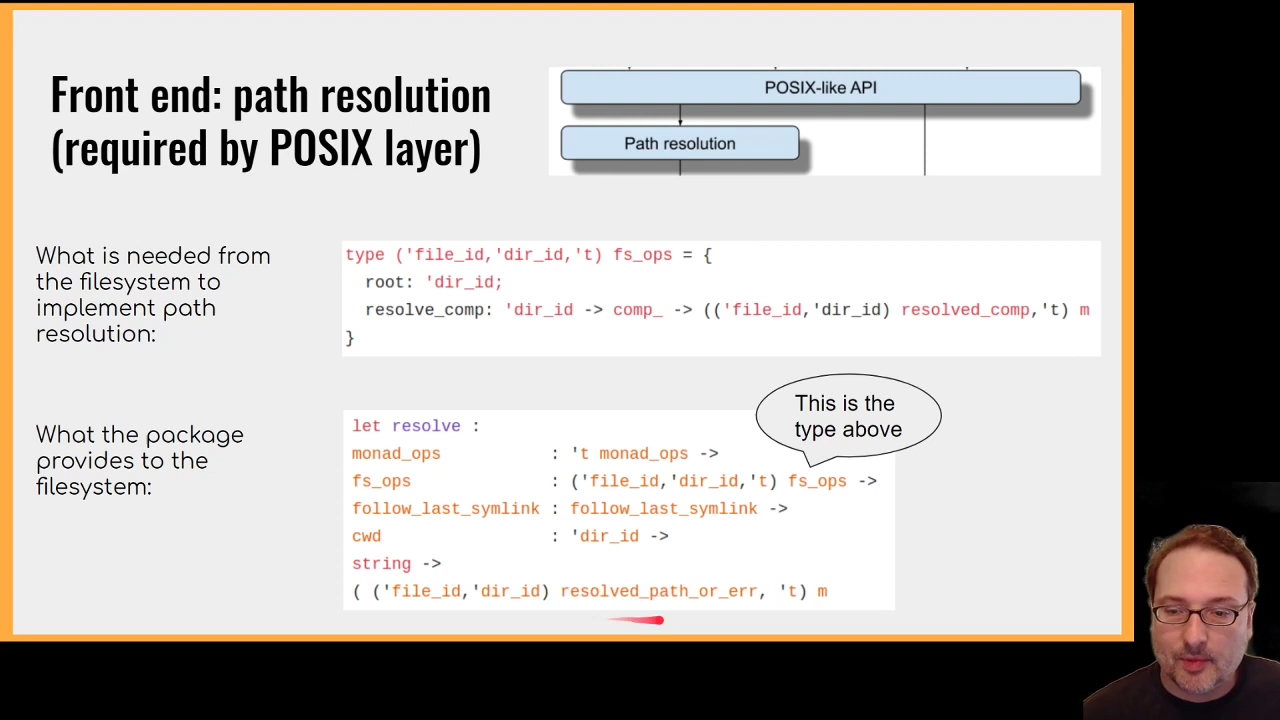 Front end: path resolution
(required by POSIX layer)
POSIX-like API
Path resolution
What is needed from
the filesystem to
implement path
resolution:
type ('file_id,'dir_id,'t) fs_ops = {
  root: 'dir_id;
  resolve_comp: 'dir_id -> comp_ -> (('file_id,'dir_id) resolved_comp,'t) m
}
What the package
provides to the
filesystem:
This is the
type above
let resolve :
monad_ops           : 't monad_ops ->
fs_ops              : ('file_id,'dir_id,'t) fs_ops ->
follow_last_symlink : follow_last_symlink ->
cwd                 : 'dir_id ->
string ->
( ('file_id,'dir_id) resolved_path_or_err, 't) m